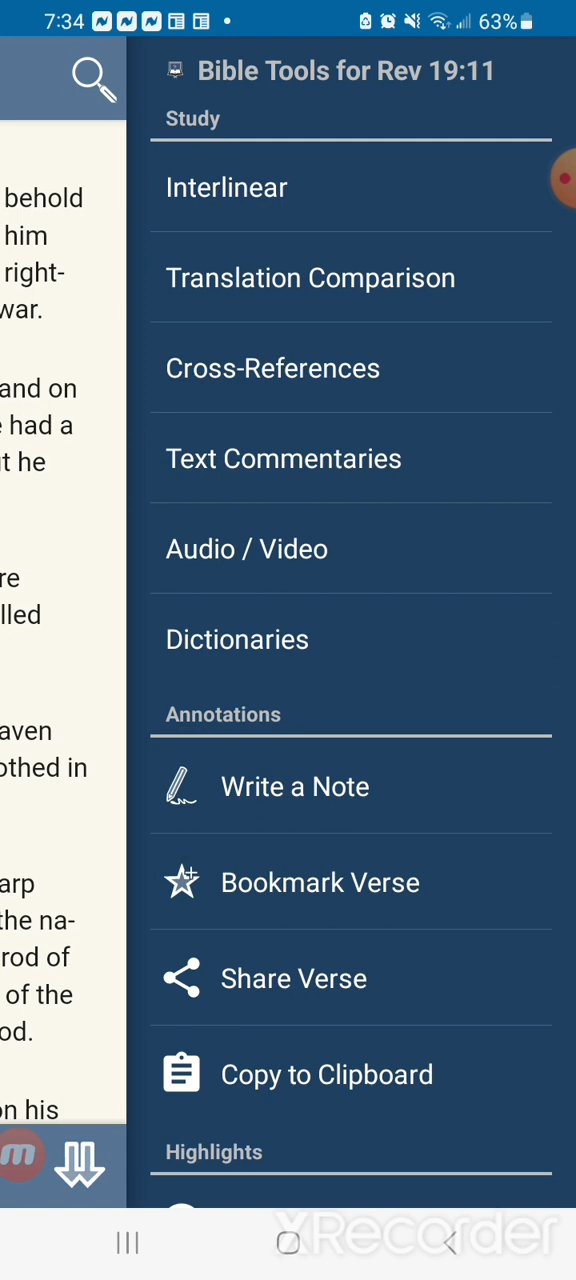 7:34
63%
Bible Tools for Rev 19:11
Study
behold
him
right-
war.
and on
had a
he
lled
aven
othed in
arp
the na-
rod of
of the
od.
on his
Interlinear
Translation Comparison
Cross-References
Text Commentaries
Audio / Video
Dictionaries
Annotations
Write a Note
Bookmark Verse
Share Verse
Copy to Clipboard
Highlights
XRecorder